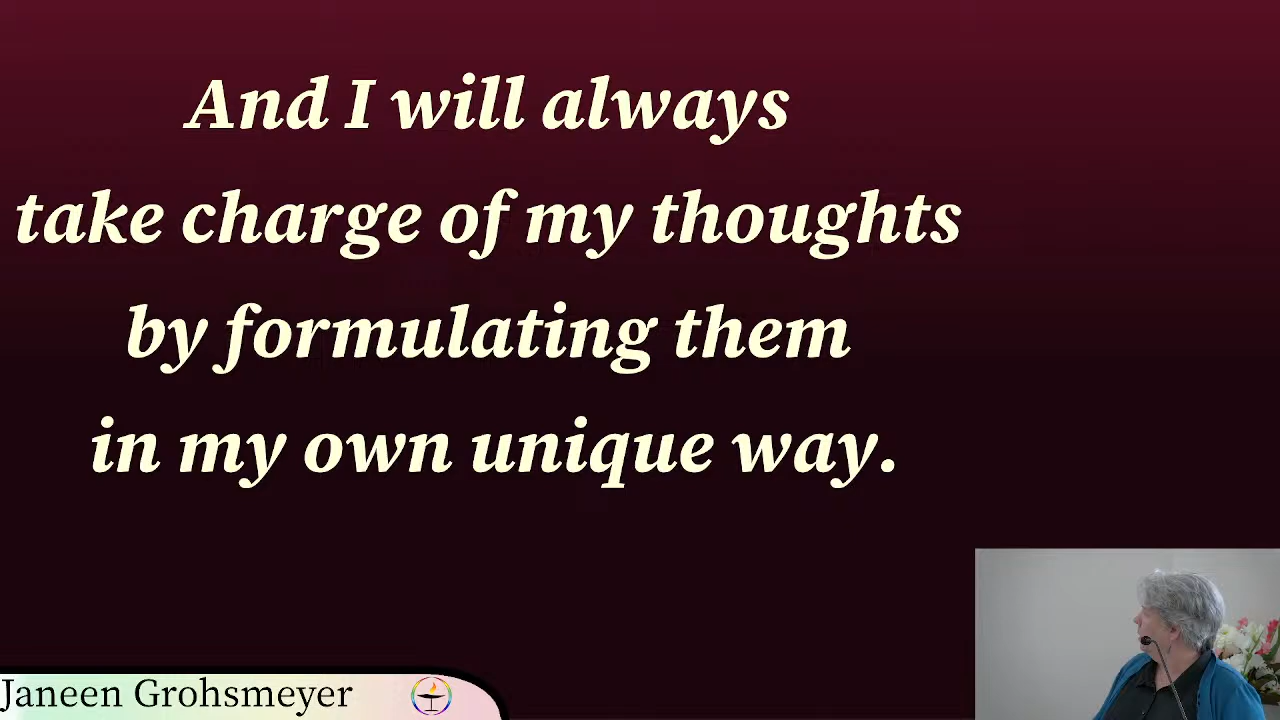 And I will always
take charge of my thoughts
by formulating them
in my own unique way.
Janeen Grohsmeyer